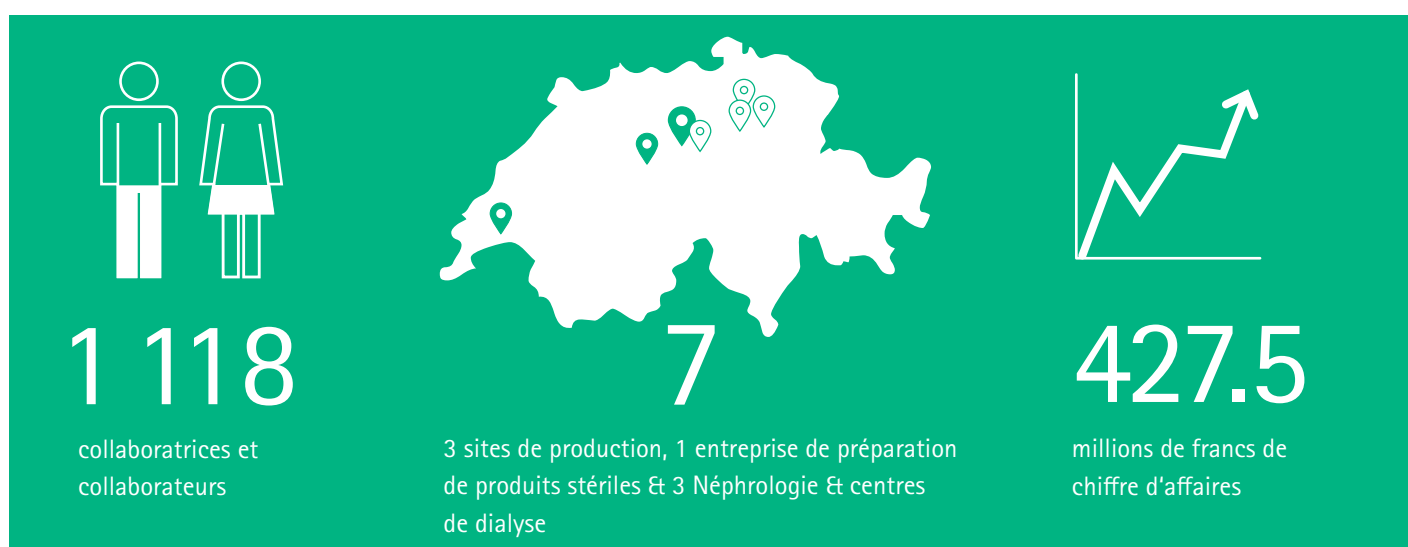 1 118
collaboratrices et
collaborateurs
7
3 sites de production, 1 entreprise de préparation
de produits stériles & 3 Néphrologie & centres
de dialyse
427.5
millions de francs de
chiffre d‘affaires